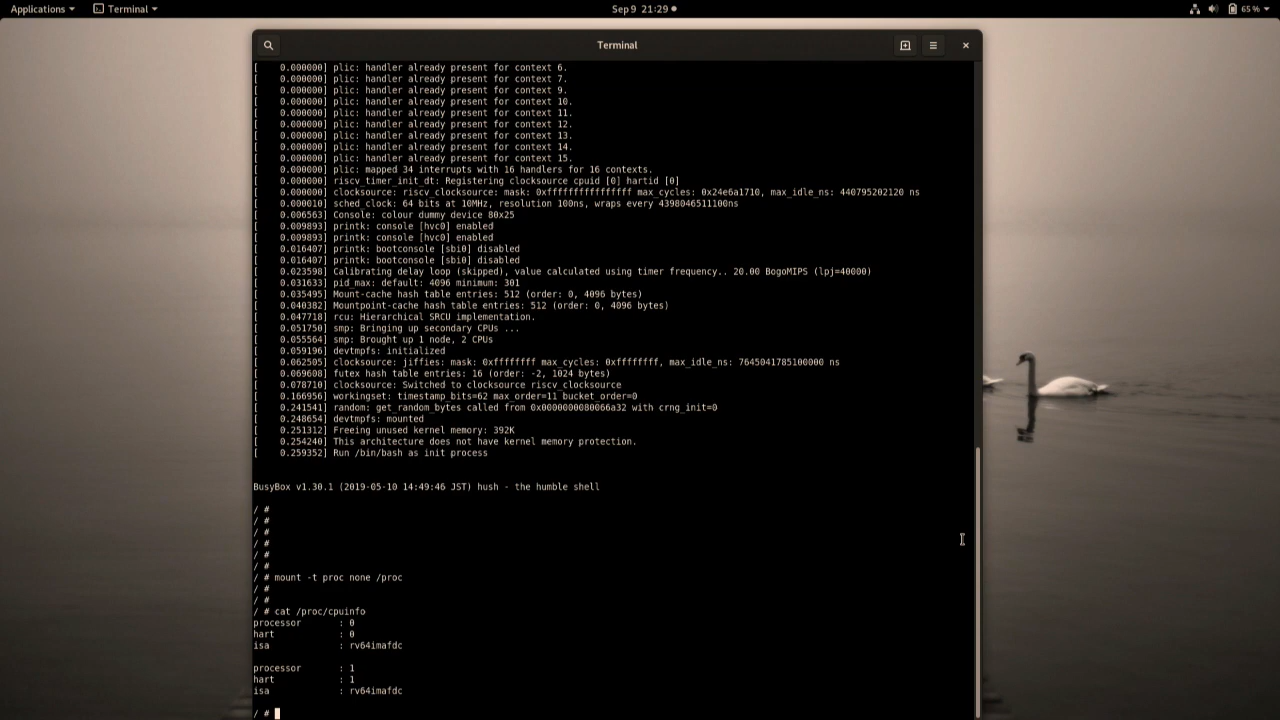 Applications
Terminal
Sep 9 21:29
65 %
Terminal
[    0.000000] plic: handler already present for context 6.
[    0.000000] plic: handler already present for context 7.
[    0.000000] plic: handler already present for context 9.
[    0.000000] plic: handler already present for context 10.
[    0.000000] plic: handler already present for context 11.
[    0.000000] plic: handler already present for context 12.
[    0.000000] plic: handler already present for context 13.
[    0.000000] plic: handler already present for context 14.
[    0.000000] plic: handler already present for context 15.
[    0.000000] plic: mapped 34 interrupts with 16 handlers for 16 contexts.
[    0.000000] riscv_timer_init_dt: Registering clocksource cpuid [0] hartid [0]
[    0.000000] clocksource: riscv_clocksource: mask: 0xffffffffffffffff max_cycles: 0x24e6a1710, max_idle_ns: 440795202120 ns
[    0.000010] sched_clock: 64 bits at 10MHz, resolution 100ns, wraps every 4398046511100ns
[    0.006563] Console: colour dummy device 80x25
[    0.009893] printk: console [hvc0] enabled
[    0.009893] printk: console [hvc0] enabled
[    0.016407] printk: bootconsole [sbi0] disabled
[    0.016407] printk: bootconsole [sbi0] disabled
[    0.023598] Calibrating delay loop (skipped), value calculated using timer frequency.. 20.00 BogoMIPS (lpj=40000)
[    0.031633] pid_max: default: 4096 minimum: 301
[    0.035495] Mount-cache hash table entries: 512 (order: 0, 4096 bytes)
[    0.040382] Mountpoint-cache hash table entries: 512 (order: 0, 4096 bytes)
[    0.047718] rcu: Hierarchical SRCU implementation.
[    0.051750] smp: Bringing up secondary CPUs ...
[    0.055564] smp: Brought up 1 node, 2 CPUs
[    0.059196] devtmpfs: initialized
[    0.062505] clocksource: jiffies: mask: 0xffffffff max_cycles: 0xffffffff, max_idle_ns: 7645041785100000 ns
[    0.069608] futex hash table entries: 16 (order: -2, 1024 bytes)
[    0.078710] clocksource: Switched to clocksource riscv_clocksource
[    0.166956] workingset: timestamp_bits=62 max_order=11 bucket_order=0
[    0.241541] random: get_random_bytes called from 0x0000000080066a32 with crng_init=0
[    0.248654] devtmpfs: mounted
[    0.251312] Freeing unused kernel memory: 392K
[    0.254240] This architecture does not have kernel memory protection.
[    0.259352] Run /bin/bash as init process
BusyBox v1.30.1 (2019-05-10 14:49:46 JST) hush - the humble shell
/ #
/ #
/ #
/ #
/ #
/ #
/ # mount -t proc none /proc
/ #
/ #
/ # cat /proc/cpuinfo
processor       : 0
hart            : 0
isa             : rv64imafdc
processor       : 1
hart            : 1
isa             : rv64imafdc
/ #